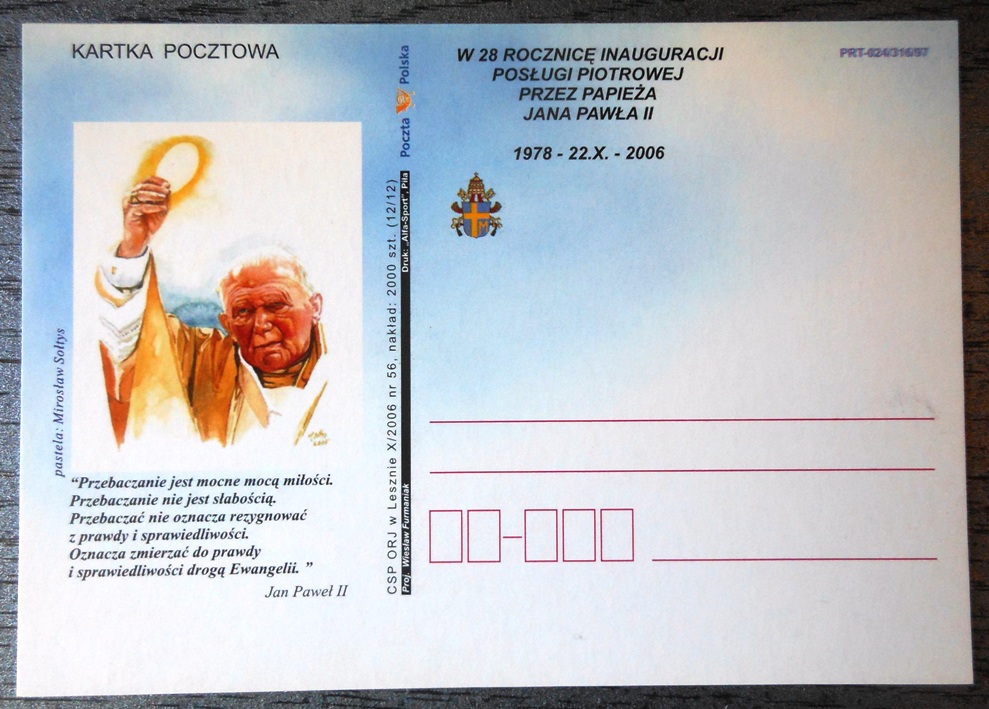 KARTKA POCZTOWA
pastela: Mirosław Sołtys
“Przebaczanie jest mocne mocą miłości.
Przebaczanie nie jest słabością.
Przebaczać nie oznacza rezygnować
z prawdy i sprawiedliwości.
Oznacza zmierzać do prawdy
i sprawiedliwości drogą Ewangelii. ”
Jan Paweł II
CSP ORJ w Lesznie X/2006 nr 56, nakład: 2000 szt. (12/12)
Proj. Wiesław Furmaniak Druk: „Alfa-Sport”, Piła
Poczta Polska
W 28 ROCZNICĘ INAUGURACJI
POSŁUGI PIOTROWEJ
PRZEZ PAPIEŻA
JANA PAWŁA II
1978 - 22.X. - 2006
PRT-024/316/97